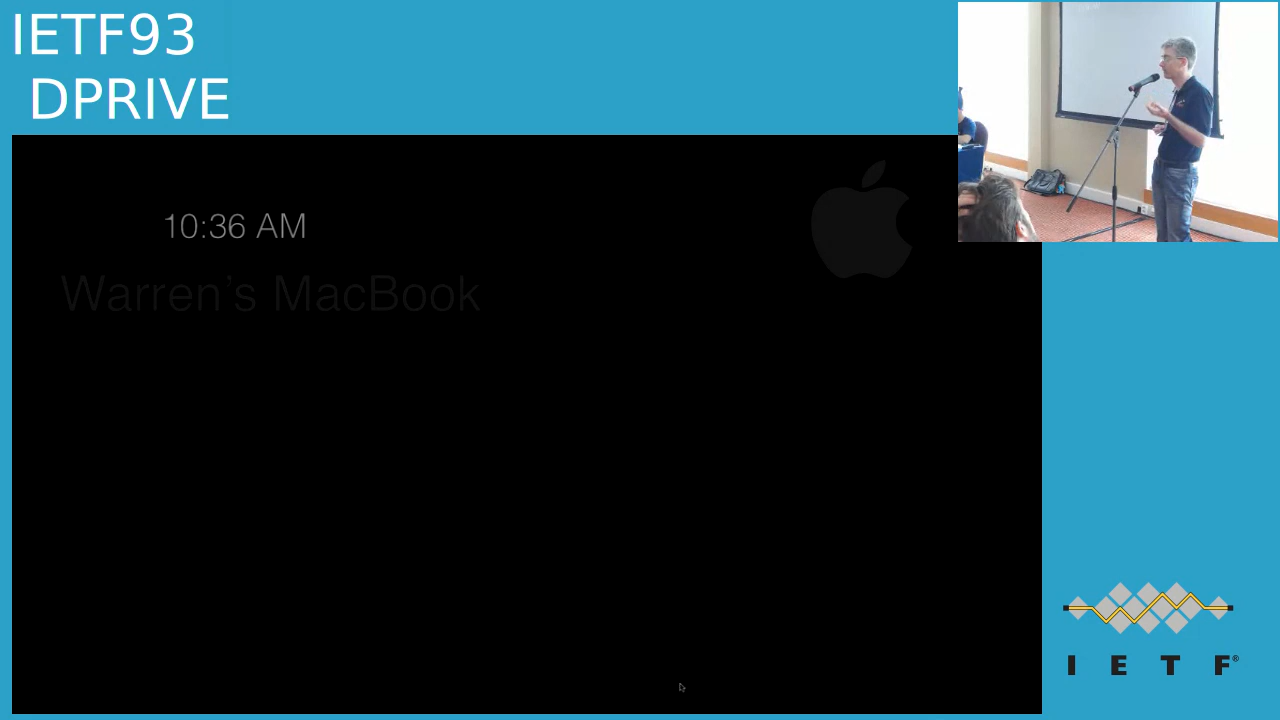 IETF93
DPRIVE
10:36 AM
Warren’s MacBook
I E T F®